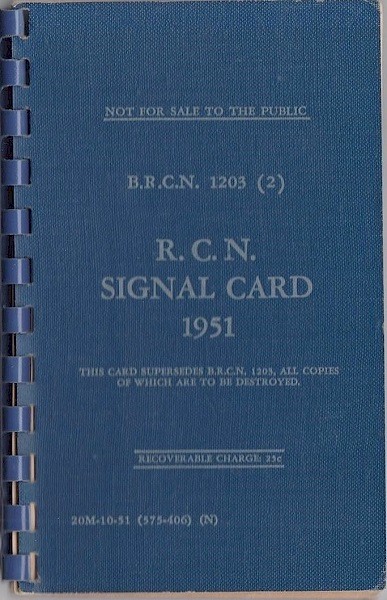 NOT FOR SALE TO THE PUBLIC
B.R.C.N. 1203 (2)
R. C. N.
SIGNAL CARD
1951
THIS CARD SUPERSEDES B.R.C.N. 1203, ALL COPIES
OF WHICH ARE TO BE DESTROYED.
RECOVERABLE CHARGE: 25c
20M-10-51 (575-406) (N)